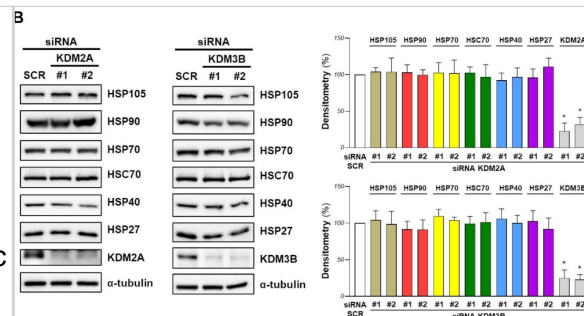 B
siRNA
KDM2A
SCR #1 #2
HSP105
HSP90
HSP70
HSC70
HSP40
HSP27
KDM2A
α-tubulin
siRNA
KDM3B
SCR #1 #2
HSP105
HSP90
HSP70
HSC70
HSP40
HSP27
KDM3B
α-tubulin
C
HSP105 HSP90 HSP70 HSC70 HSP40 HSP27 KDM2A
Densitometry (%)
150
100
50
0
* *
siRNA #1 #2 #1 #2 #1 #2 #1 #2 #1 #2 #1 #2 #1 #2
SCR
siRNA KDM2A
HSP105 HSP90 HSP70 HSC70 HSP40 HSP27 KDM3B
Densitometry (%)
150
100
50
0
* *
siRNA #1 #2 #1 #2 #1 #2 #1 #2 #1 #2 #1 #2 #1 #2
SCR
siRNA KDM3B